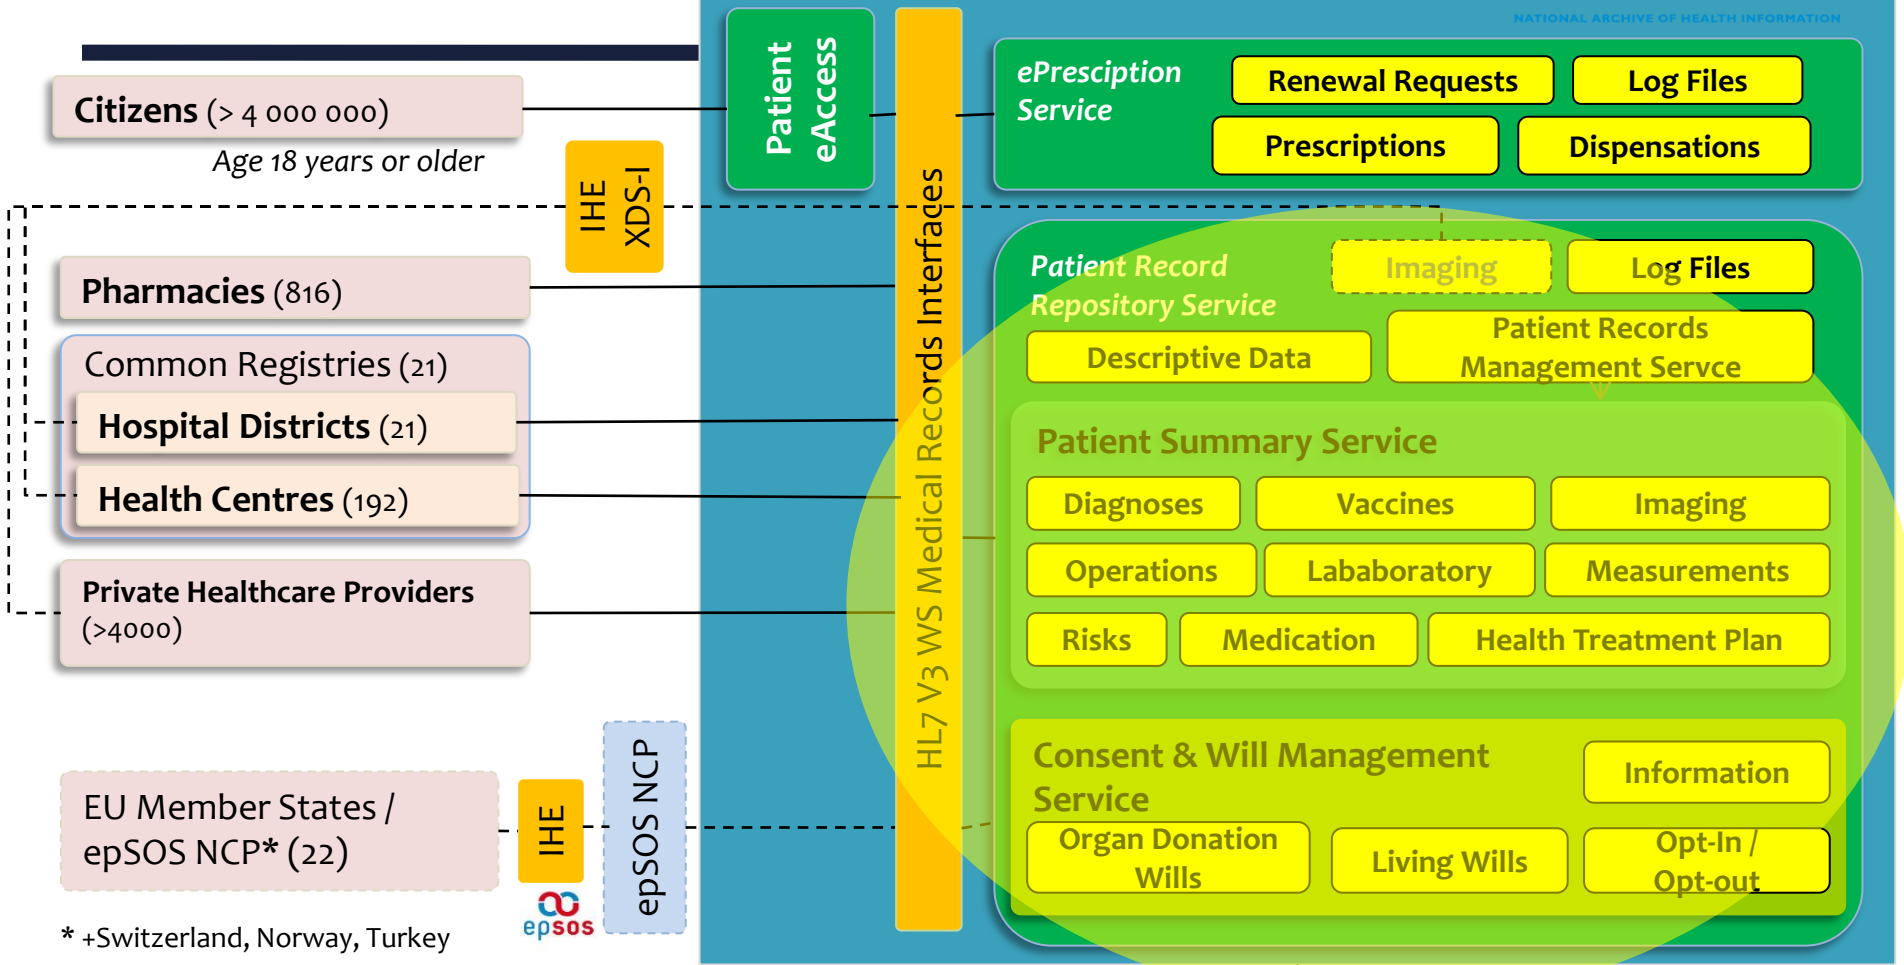 NATIONAL ARCHIVE OF HEALTH INFORMATION
Citizens (> 4 000 000)
Age 18 years or older
IHE
XDS-I
Pharmacies (816)
Common Registries (21)
Hospital Districts (21)
Health Centres (192)
Private Healthcare Providers
(>4000)
EU Member States /
epSOS NCP* (22)
IHE
epsos
epSOS NCP
* +Switzerland, Norway, Turkey
Patient
eAccess
HL7 V3 WS Medical Records Interfaces
ePresciption
Service
Renewal Requests
Log Files
Prescriptions
Dispensations
Patient Record
Repository Service
Imaging
Log Files
Descriptive Data
Patient Records
Management Servce
Patient Summary Service
Diagnoses
Vaccines
Imaging
Operations
Lababoratory
Measurements
Risks
Medication
Health Treatment Plan
Consent & Will Management
Service
Information
Organ Donation
Wills
Living Wills
Opt-In /
Opt-out